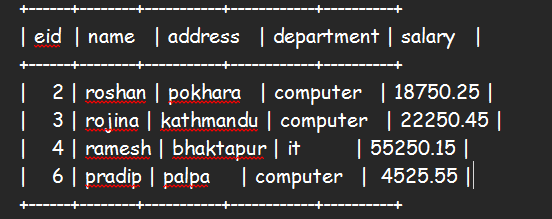 +------+--------+-----------+------------+----------+
| eid | name | address | department | salary |
+------+--------+-----------+------------+----------+
| 2 | roshan | pokhara | computer | 18750.25 |
| 3 | rojina | kathmandu | computer | 22250.45 |
| 4 | ramesh | bhaktapur | it | 55250.15 |
| 6 | pradip | palpa | computer | 4525.55 |
+------+--------+-----------+------------+----------+